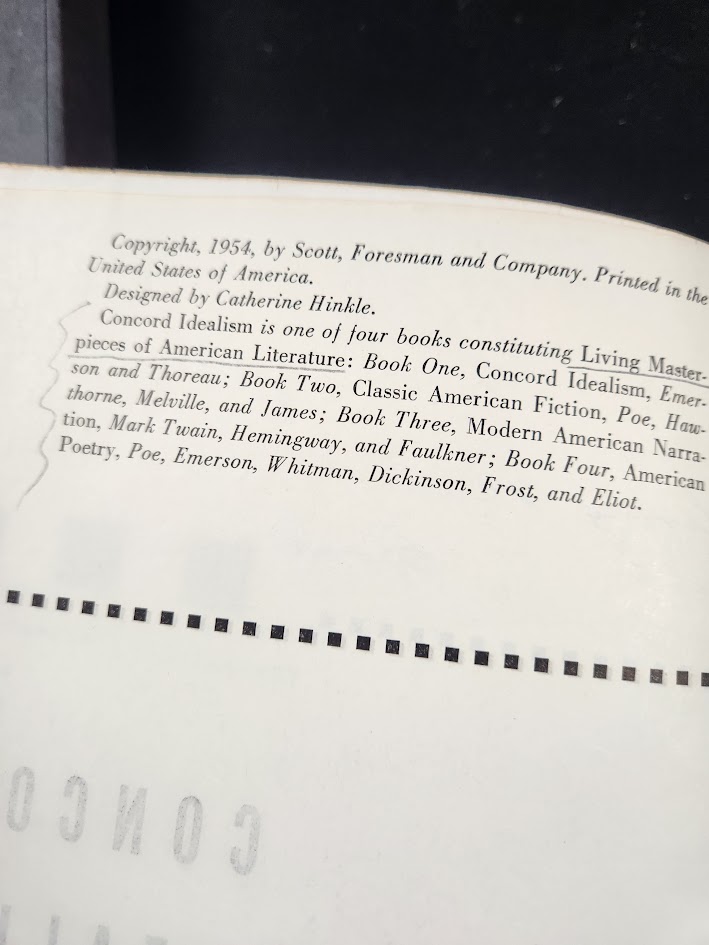 Copyright, 1954, by Scott, Foresman and Company. Printed in the
United States of America.
Designed by Catherine Hinkle.
Concord Idealism is one of four books constituting Living Master-
pieces of American Literature: Book One, Concord Idealism, Emer-
son and Thoreau; Book Two, Classic American Fiction, Poe, Haw-
thorne, Melville, and James; Book Three, Modern American Narra-
tion, Mark Twain, Hemingway, and Faulkner; Book Four, American
Poetry, Poe, Emerson, Whitman, Dickinson, Frost, and Eliot.
CONCO